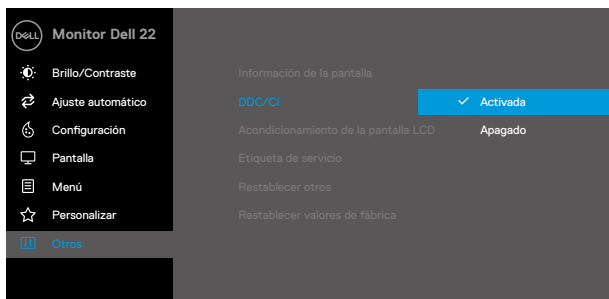 DELL Monitor Dell 22
Brillo/Contraste
Información de la pantalla
Ajuste automático
DDC/CI
Activada
Configuración
Acondicionamiento de la pantalla LCD
Apagado
Pantalla
Etiqueta de servicio
Menú
Restablecer otros
Personalizar
Restablecer valores de fábrica
Otros